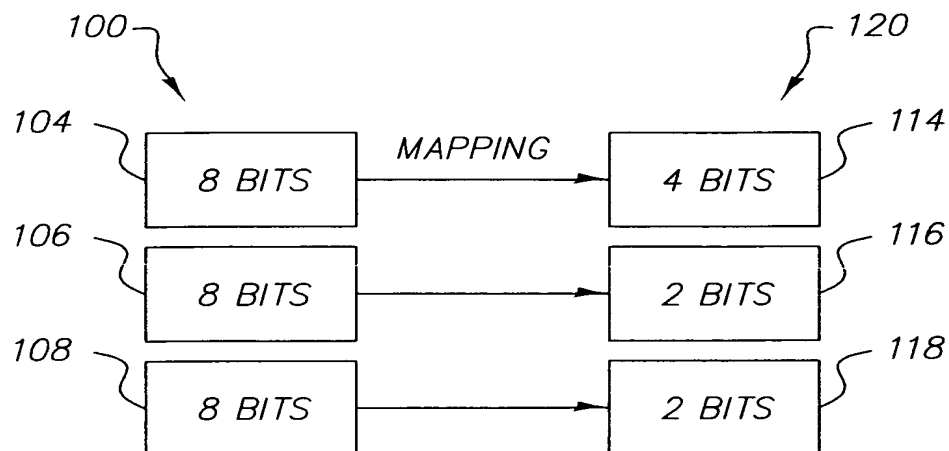 100 120
104 8 BITS MAPPING 4 BITS 114
106 8 BITS 2 BITS 116
108 8 BITS 2 BITS 118